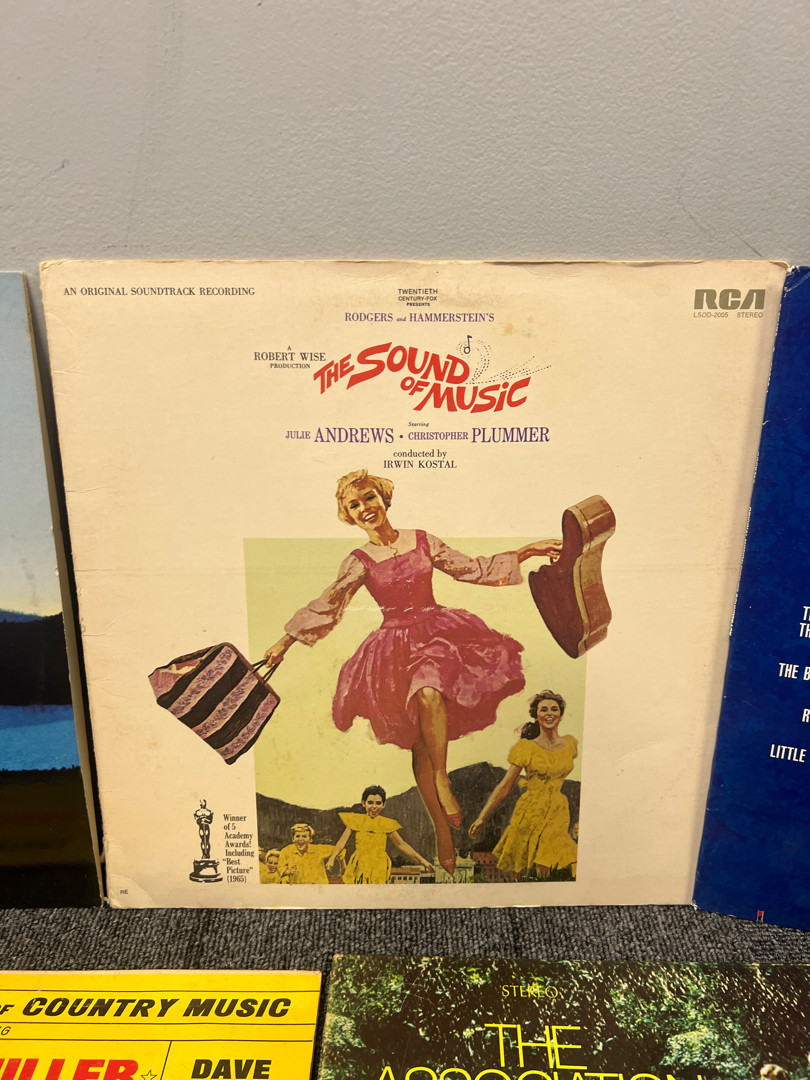 AN ORIGINAL SOUNDTRACK RECORDING
TWENTIETH
CENTURY-FOX
PRESENTS
RODGERS and HAMMERSTEIN'S
RCA
LSOD-2005 STEREO
A
ROBERT WISE
PRODUCTION
THE SOUND
OF MUSIC
Starring
JULIE ANDREWS • CHRISTOPHER PLUMMER
conducted by
IRWIN KOSTAL
Winner
of 5
Academy
Awards!
Including
"Best
Picture"
(1965)
RE
THE B
R
LITTLE
OF COUNTRY MUSIC
DAVE
STEREO
THE
ASSOCIATION